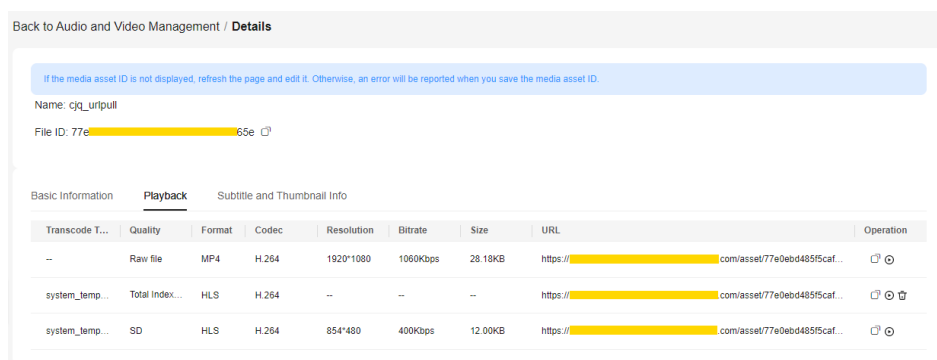 Back to Audio and Video Management / Details
If the media asset ID is not displayed, refresh the page and edit it. Otherwise, an error will be reported when you save the media asset ID.
Name: cjq_urlpull
File ID: 77e 65e
Basic Information Playback Subtitle and Thumbnail Info
Transcode T... Quality Format Codec Resolution Bitrate Size URL Operation
-- Raw file MP4 H.264 1920*1080 1060Kbps 28.18KB https:// .com/asset/77e0ebd485f5caf...
system_temp... Total Index... HLS H.264 -- -- -- https:// .com/asset/77e0ebd485f5caf...
system_temp... SD HLS H.264 854*480 400Kbps 12.00KB https:// .com/asset/77e0ebd485f5caf...